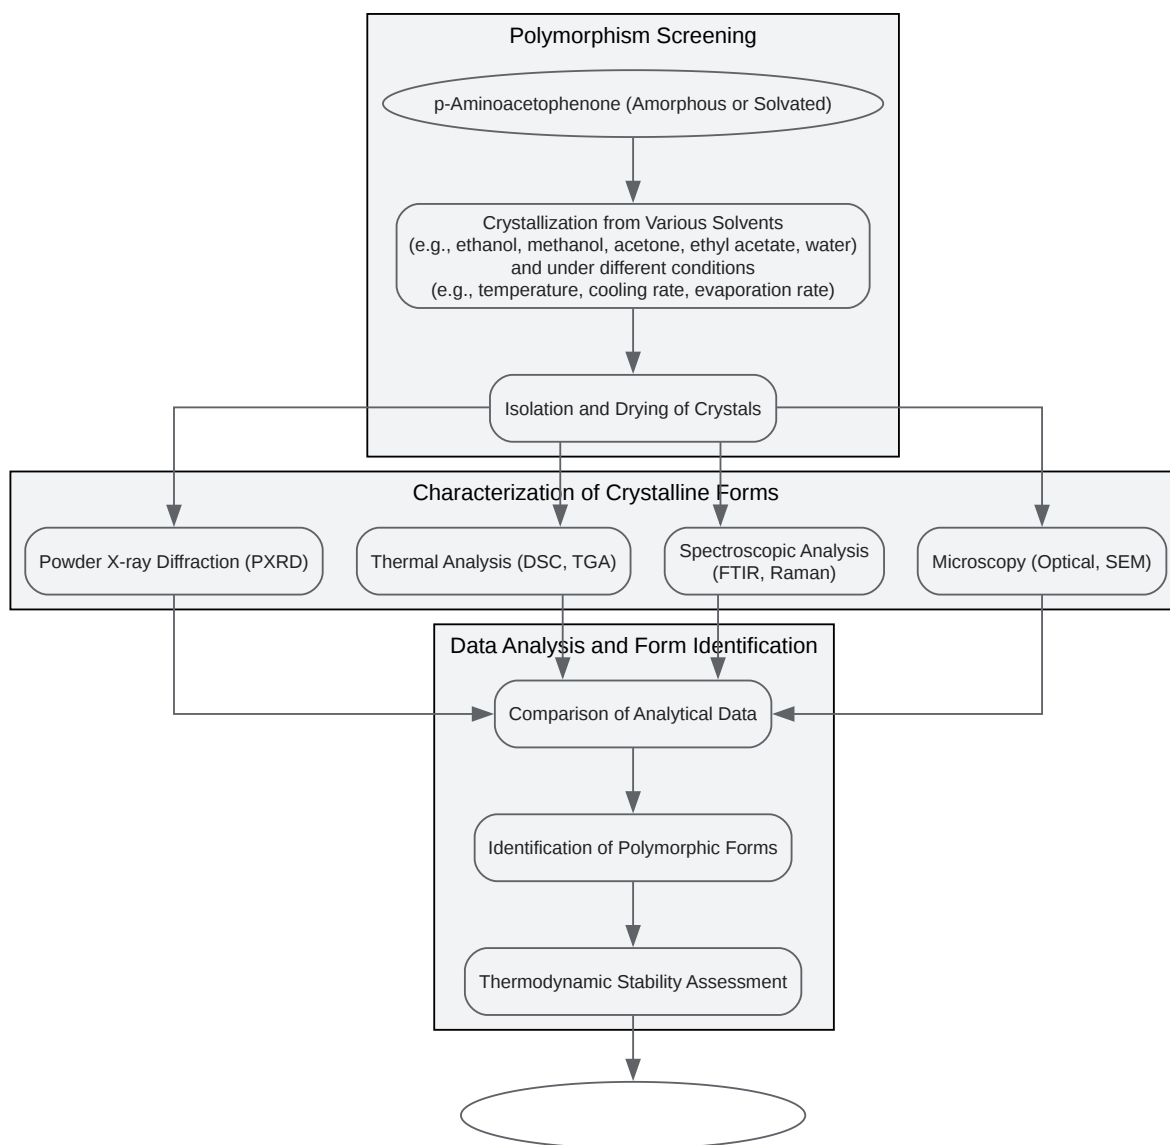 Polymorphism Screening
p-Aminoacetophenone (Amorphous or Solvated)
Crystallization from Various Solvents
(e.g., ethanol, methanol, acetone, ethyl acetate, water)
and under different conditions
(e.g., temperature, cooling rate, evaporation rate)
Isolation and Drying of Crystals
Characterization of Crystalline Forms
Powder X-ray Diffraction (PXRD)
Thermal Analysis (DSC, TGA)
Spectroscopic Analysis
(FTIR, Raman)
Microscopy (Optical, SEM)
Data Analysis and Form Identification
Comparison of Analytical Data
Identification of Polymorphic Forms
Thermodynamic Stability Assessment